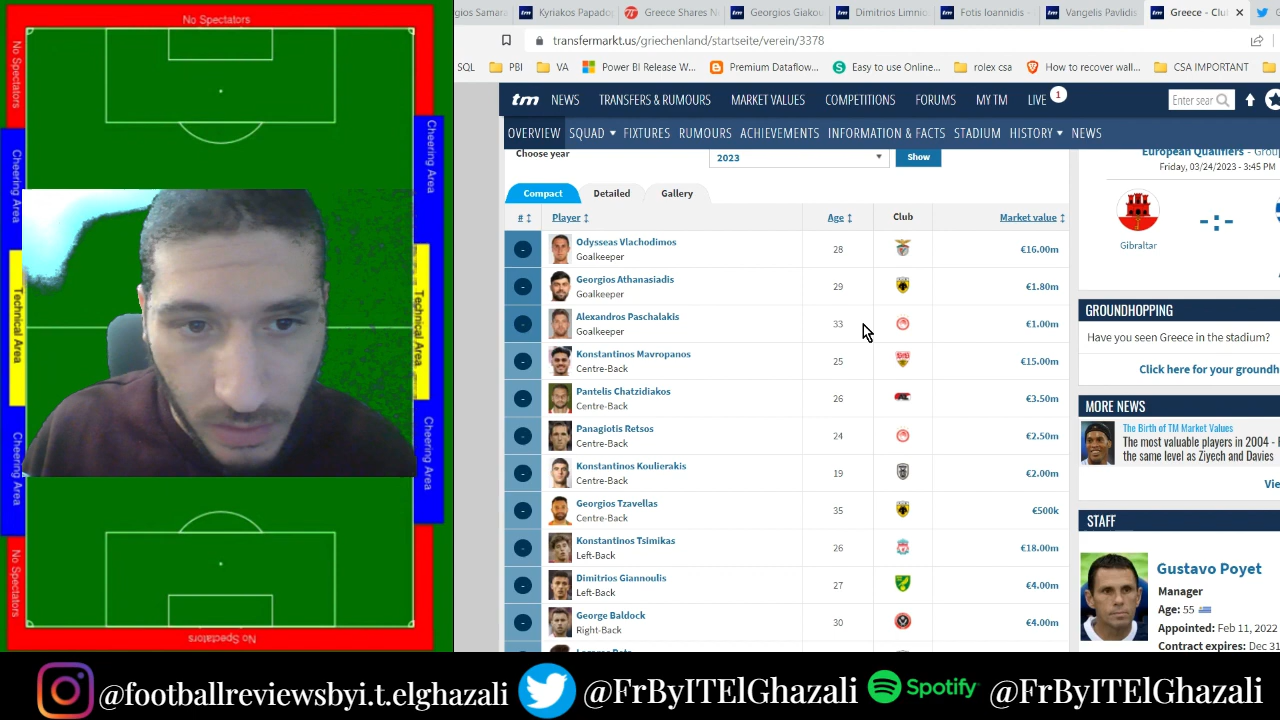 No Spectators
No Spectators
Cheering Area
Cheering Area
Technical Area
Technical Area
Cheering Area
Cheering Area
No Spectators
No Spectators
gios Samar
Kyriakos Papado
Greece Shirts N
Georgios Giakou
Dimitrios Limnio
Fotis Ioannidis -
Vangelis Pavlidi
Greece - Cl
transfermarkt.us/griechenland/startseite/verein/3378
SQL
PBI
VA
Power BI Release W...
Premium Dataflow
Easy Source Online...
rolex csa
How to recover wall...
CSA IMPORTANT
tm NEWS TRANSFERS & RUMOURS MARKET VALUES COMPETITIONS FORUMS MY TM LIVE 1
Enter sear
OVERVIEW SQUAD FIXTURES RUMOURS ACHIEVEMENTS INFORMATION & FACTS STADIUM HISTORY NEWS
Choose year 2023 Show
Compact Detailed Gallery
# Player Age Club Market value
Odysseas Vlachodimos 28 €16.00m
Goalkeeper
Georgios Athanasiadis 29 €1.80m
Goalkeeper
Alexandros Paschalakis 33 €1.00m
Goalkeeper
Konstantinos Mavropanos 25 €15.00m
Centre-Back
Pantelis Chatzidiakos 26 €3.50m
Centre-Back
Panagiotis Retsos 24 €2.50m
Centre-Back
Konstantinos Koulierakis 19 €2.00m
Centre-Back
Georgios Tzavellas 35 €500k
Centre-Back
Konstantinos Tsimikas 26 €18.00m
Left-Back
Dimitrios Giannoulis 27 €4.00m
Left-Back
George Baldock 30 €4.00m
Right-Back
European Qualifiers - Group
Friday, 03/24/2023 - 3:45 PM
-:-
Gibraltar
GROUNDHOPPING
Have you seen Greece in the stadium?
Click here for your groundh
MORE NEWS
The Birth of TM Market Values
The most valuable players in 2004 -
the same level as Ziyech and Davies
Vie
STAFF
Gustavo Poyet
Manager
Age: 55
Appointed: Feb 11, 2022
Contract expires: Dec 31
@footballreviewsbyi.t.elghazali
@FrByITElGhazali
Spotify
@FrByITElGhazali